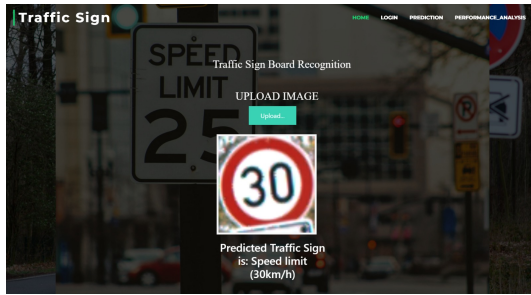 Traffic Sign
HOME LOGIN PREDICTION PERFORMANCE_ANALYSIS
SPEED
LIMIT
25
Traffic Sign Board Recognition
UPLOAD IMAGE
Upload...
30
Predicted Traffic Sign
is: Speed limit
(30km/h)